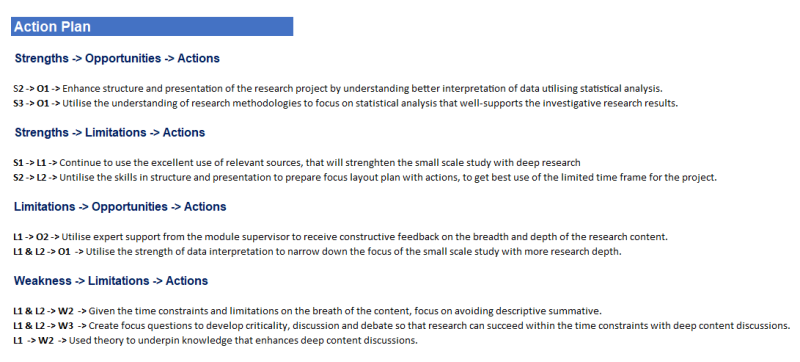 Action Plan
Strengths -> Opportunities -> Actions
S2 -> O1 -> Enhance structure and presentation of the research project by understanding better interpretation of data utilising statistical analysis.
S3 -> O1 -> Utilise the understanding of research methodologies to focus on statistical analysis that well-supports the investigative research results.
Strengths -> Limitations -> Actions
S1 -> L1 -> Continue to use the excellent use of relevant sources, that will strenghten the small scale study with deep research
S2 -> L2 -> Untilise the skills in structure and presentation to prepare focus layout plan with actions, to get best use of the limited time frame for the project.
Limitations -> Opportunities -> Actions
L1 -> O2 -> Utilise expert support from the module supervisor to receive constructive feedback on the breadth and depth of the research content.
L1 & L2 -> O1 -> Utilise the strength of data interpretation to narrow down the focus of the small scale study with more research depth.
Weakness -> Limitations -> Actions
L1 & L2 -> W2 -> Given the time constraints and limitations on the breath of the content, focus on avoiding descriptive summative.
L1 & L2 -> W3 -> Create focus questions to develop criticality, discussion and debate so that research can succeed within the time constraints with deep content discussions.
L1 -> W2 -> Used theory to underpin knowledge that enhances deep content discussions.